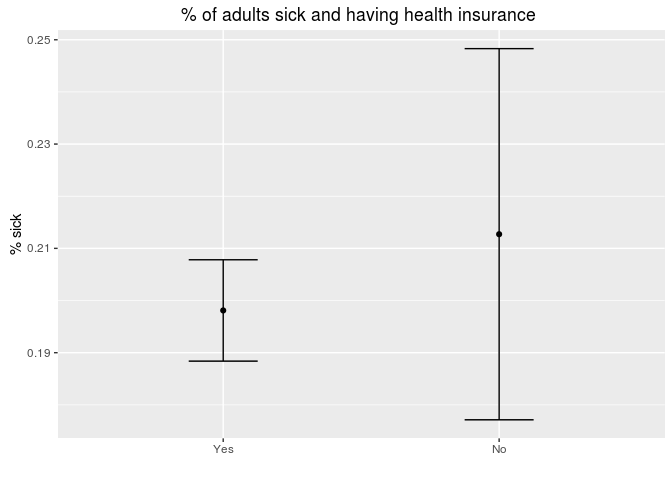 % of adults sick and having health insurance
0.25
0.23
0.21
0.19
% sick
Yes No